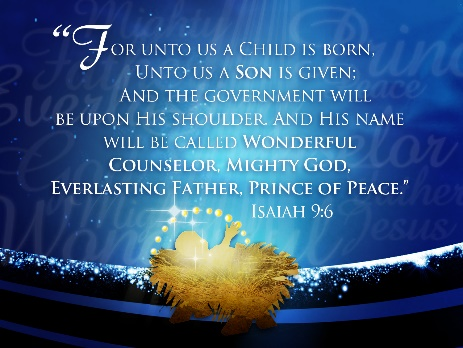 “For unto us a Child is born,
Unto us a Son is given;
And the government will
be upon His shoulder. And His name
will be called Wonderful
Counselor, Mighty God,
Everlasting Father, Prince of Peace.”
Isaiah 9:6